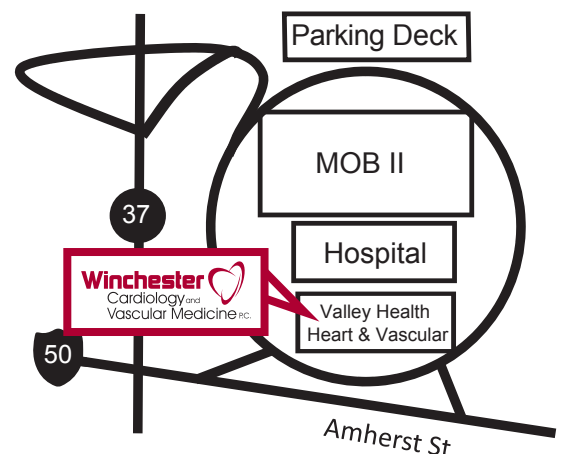 Parking Deck
MOB II
37
Hospital
Winchester
Cardiology and
Vascular Medicine P.C.
Valley Health
Heart & Vascular
50
Amherst St